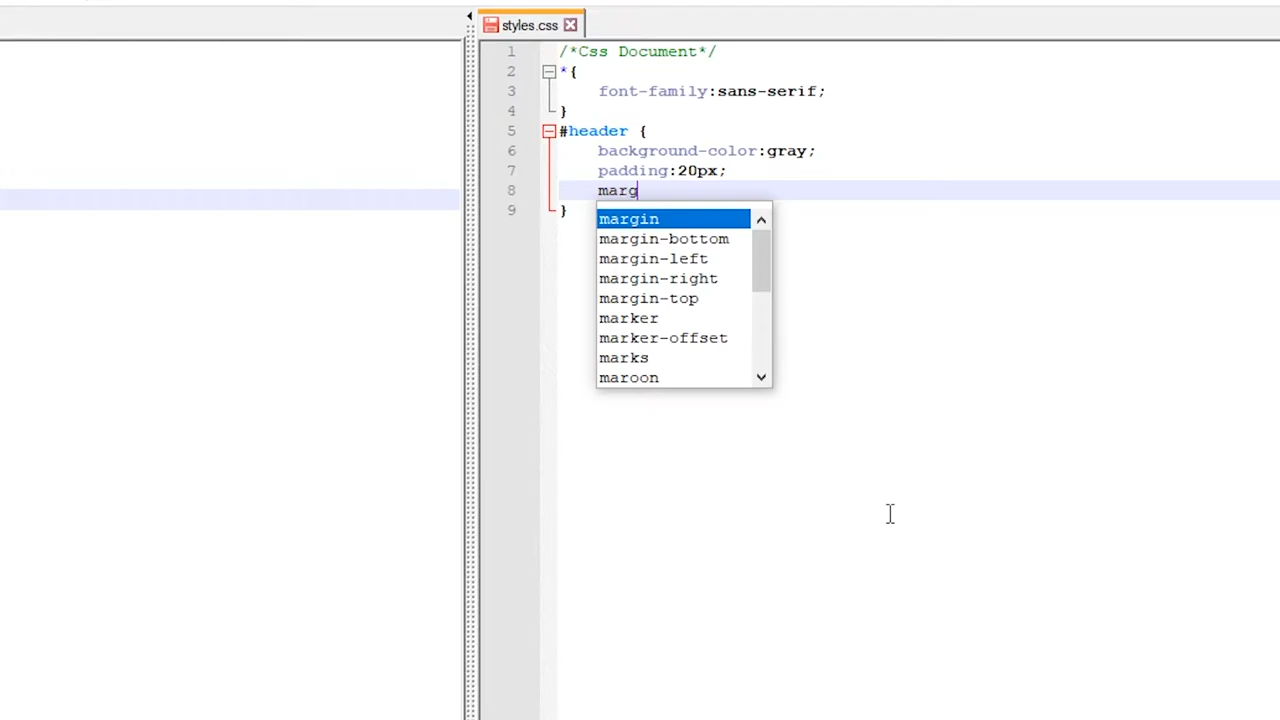 styles.css
1 /*Css Document*/
2 *{
3 font-family:sans-serif;
4 }
5 #header {
6 background-color:gray;
7 padding:20px;
8 marg
9 }
margin
margin-bottom
margin-left
margin-right
margin-top
marker
marker-offset
marks
maroon